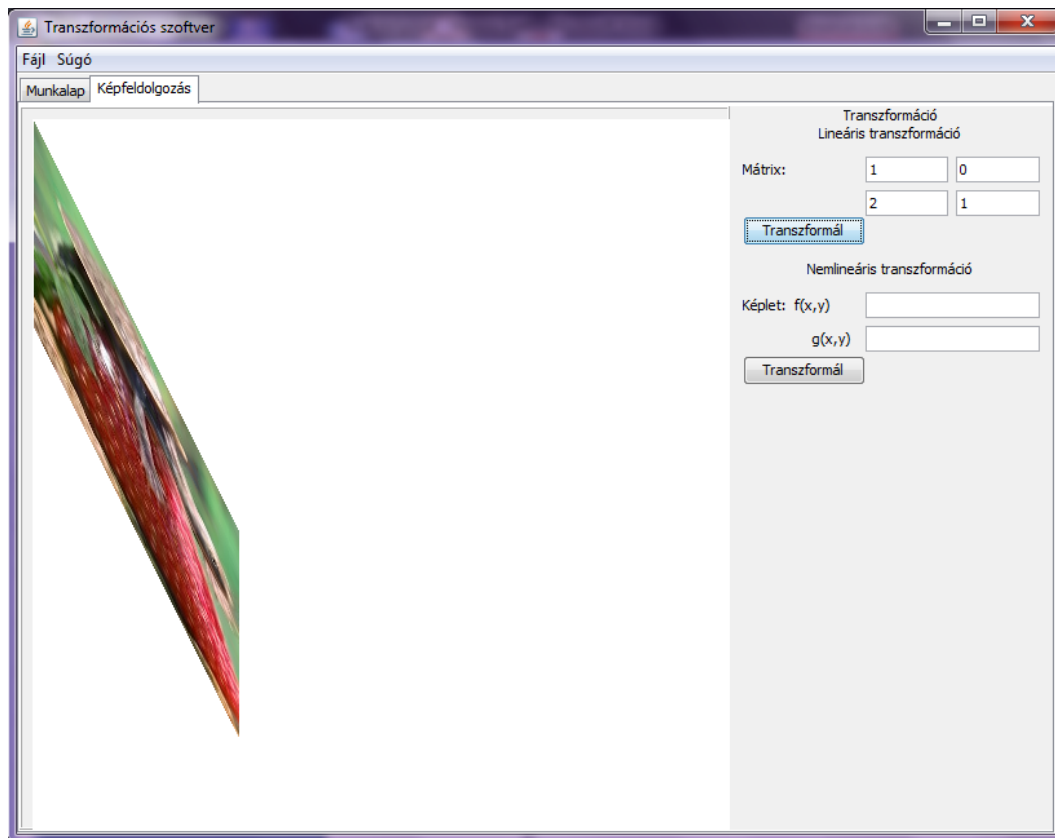 Transzformációs szoftver
Fájl Súgó
Munkalap Képfeldolgozás
Transzformáció
Lineáris transzformáció
Mátrix: 1 0
2 1
Transzformál
Nemlineáris transzformáció
Képlet: f(x,y)
g(x,y)
Transzformál